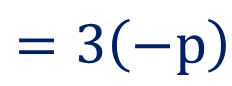 = 3(−p)